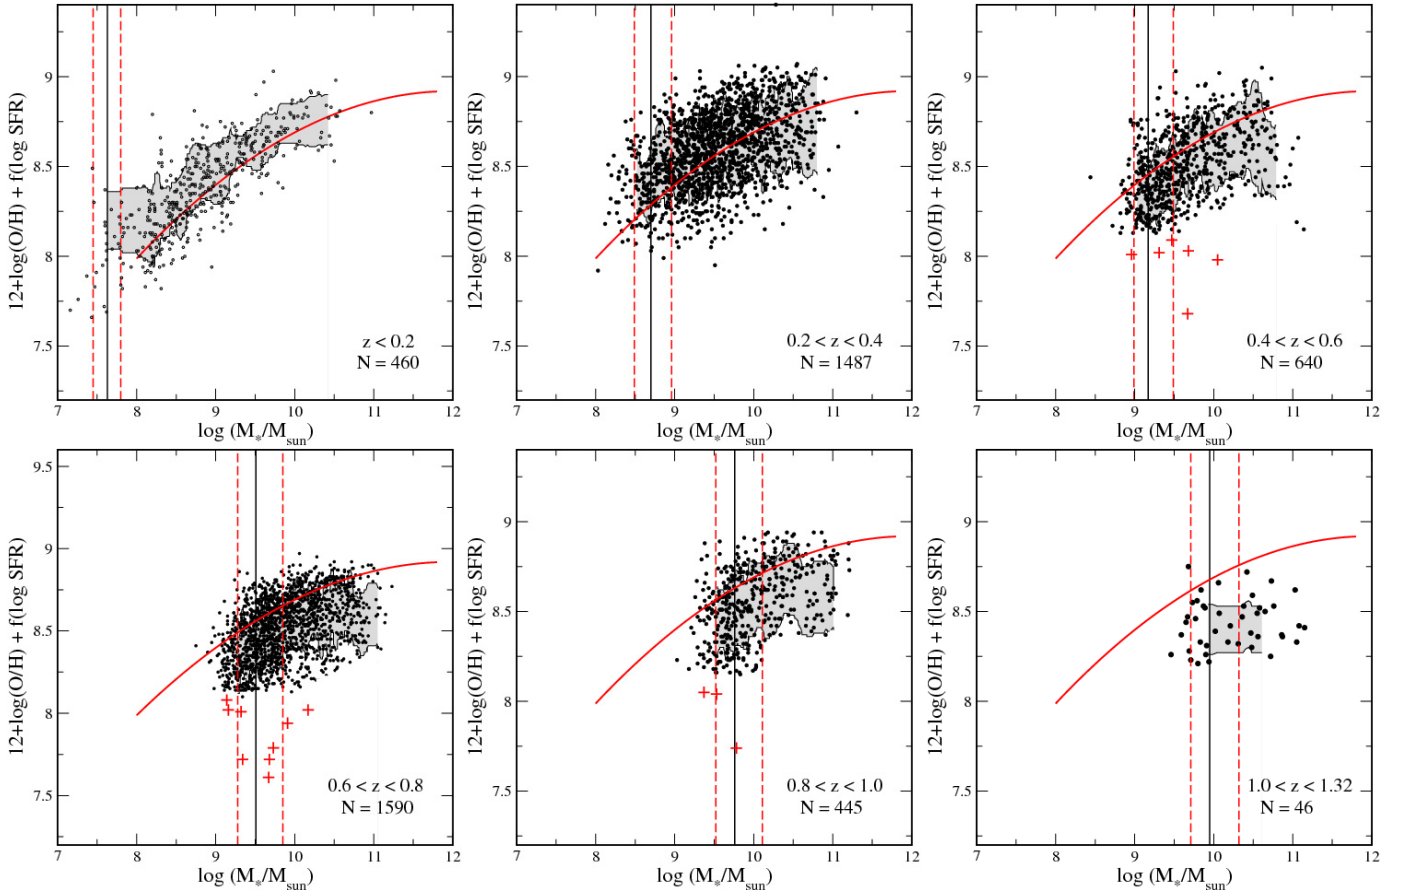 12+log(O/H) + f(log SFR)
9
8.5
8
7.5
z < 0.2
N = 460
7 8 9 10 11 12
log (M*/Msun)
12+log(O/H) + f(log SFR)
9
8.5
8
7.5
0.2 < z < 0.4
N = 1487
7 8 9 10 11 12
log (M*/Msun)
12+log(O/H) + f(log SFR)
9
8.5
8
7.5
0.4 < z < 0.6
N = 640
7 8 9 10 11 12
log (M*/Msun)
12+log(O/H) + f(log SFR)
9.5
9
8.5
8
7.5
0.6 < z < 0.8
N = 1590
7 8 9 10 11 12
log (M*/Msun)
12+log(O/H) + f(log SFR)
9
8.5
8
7.5
0.8 < z < 1.0
N = 445
7 8 9 10 11 12
log (M*/Msun)
12+log(O/H) + f(log SFR)
9
8.5
8
7.5
1.0 < z < 1.32
N = 46
7 8 9 10 11 12
log (M*/Msun)